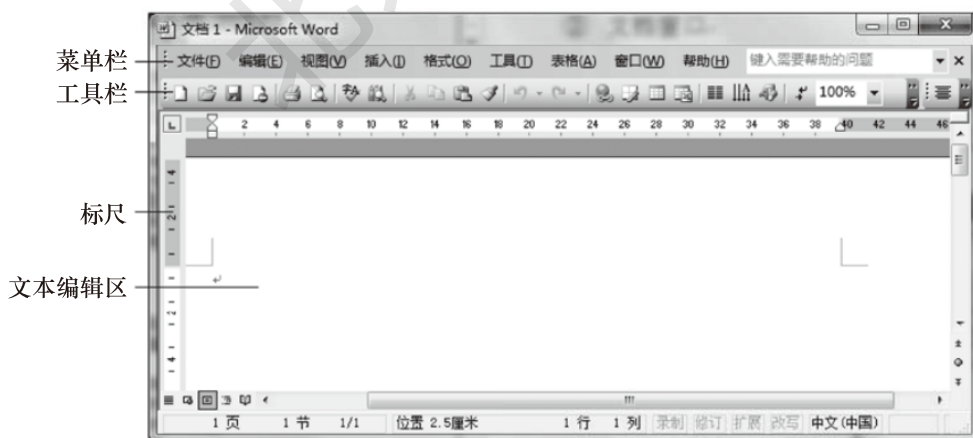 文档 1 - Microsoft Word
菜单栏
文件(F) 编辑(E) 视图(V) 插入(I) 格式(O) 工具(T) 表格(A) 窗口(W) 帮助(H) 键入需要帮助的问题
工具栏
100%
L 2 4 6 8 10 12 14 16 18 20 22 24 26 28 30 32 34 36 38 40 42 44 46
4
标尺
2
文本编辑区
2
4
1 页 1 节 1/1 位置 2.5厘米 1 行 1 列 录制 修订 扩展 改写 中文(中国)